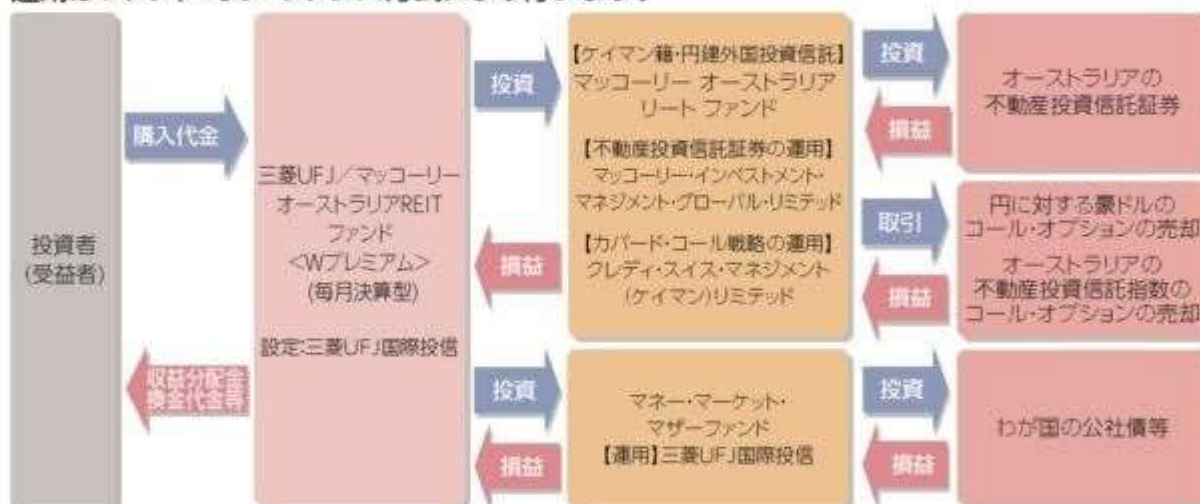 投資者
(受益者)
購入代金
収益分配金
換金代金等
三菱UFJ/マッコーリー
オーストラリアREIT
ファンド
<Wプレミアム>
(毎月決算型)
設定:三菱UFJ国際投信
投資
損益
投資
損益
【ケイマン籍・円建外国投資信託】
マッコーリー オーストラリア
リート ファンド
【不動産投資信託証券の運用】
マッコーリー・インベストメント・
マネジメント・グローバル・リミテッド
【カバード・コール戦略の運用】
クレディ・スイス・マネジメント
(ケイマン)リミテッド
マネー・マーケット・
マザーファンド
【運用】三菱UFJ国際投信
投資
損益
取引
損益
投資
損益
オーストラリアの
不動産投資信託証券
円に対する豪ドルの
コール・オプションの売却
オーストラリアの
不動産投資信託指数の
コール・オプションの売却
わが国の公社債等